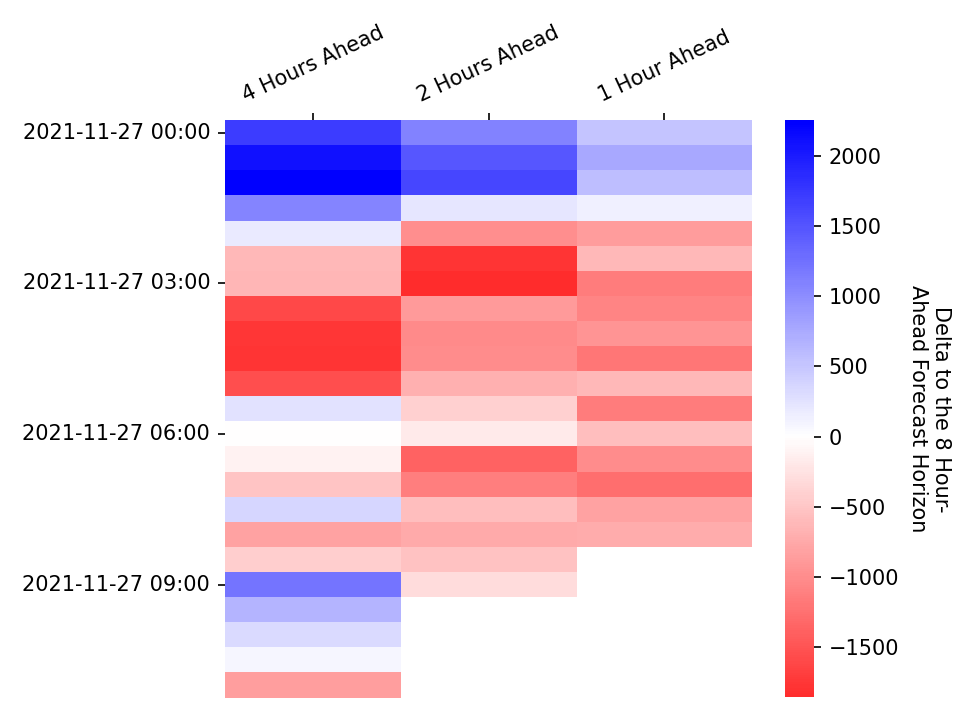 4 Hours Ahead
2 Hours Ahead
1 Hour Ahead
2021-11-27 00:00
2021-11-27 03:00
2021-11-27 06:00
2021-11-27 09:00
2000
1500
1000
500
0
−500
−1000
−1500
Delta to the 8 Hour-
Ahead Forecast Horizon